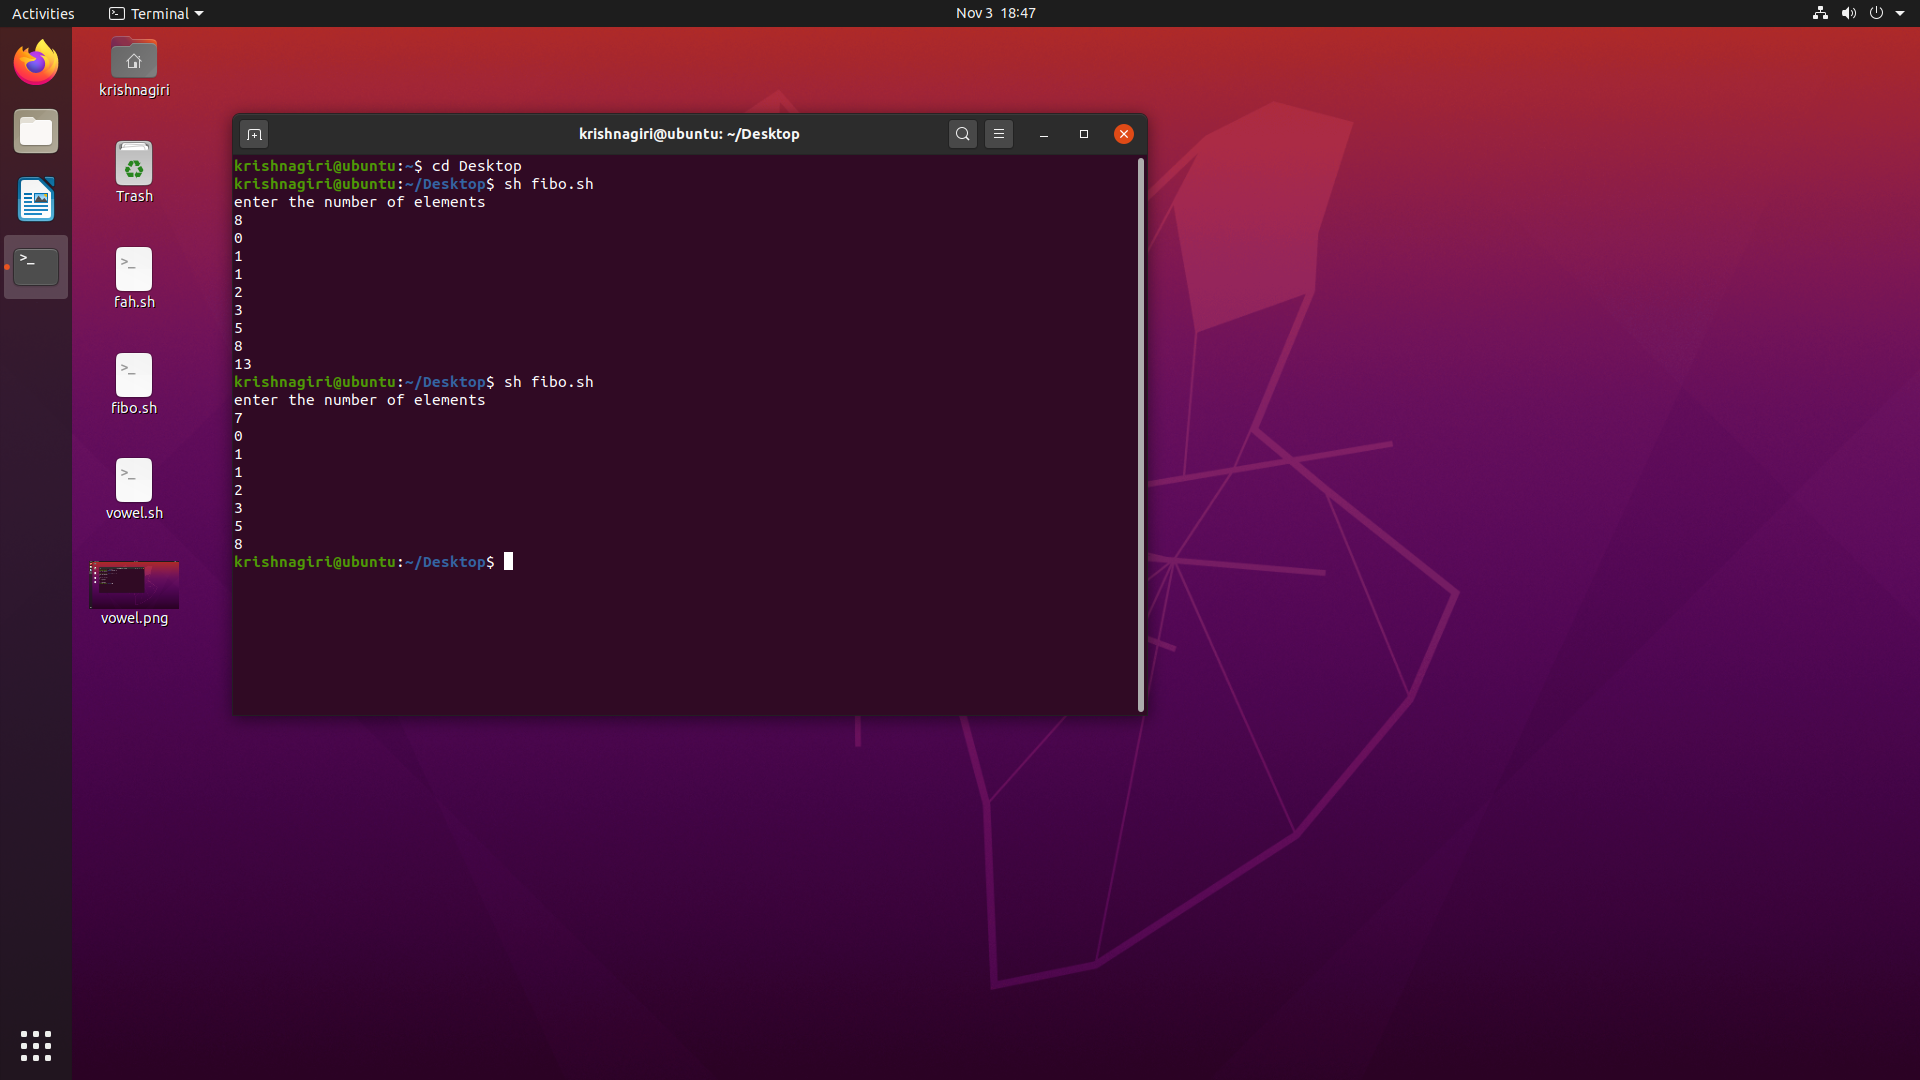 Activities
Terminal
Nov 3 18:47
krishnagiri
Trash
fah.sh
fibo.sh
vowel.sh
vowel.png
krishnagiri@ubuntu: ~/Desktop
krishnagiri@ubuntu:~$ cd Desktop
krishnagiri@ubuntu:~/Desktop$ sh fibo.sh
enter the number of elements
8
0
1
1
2
3
5
8
13
krishnagiri@ubuntu:~/Desktop$ sh fibo.sh
enter the number of elements
7
0
1
1
2
3
5
8
krishnagiri@ubuntu:~/Desktop$